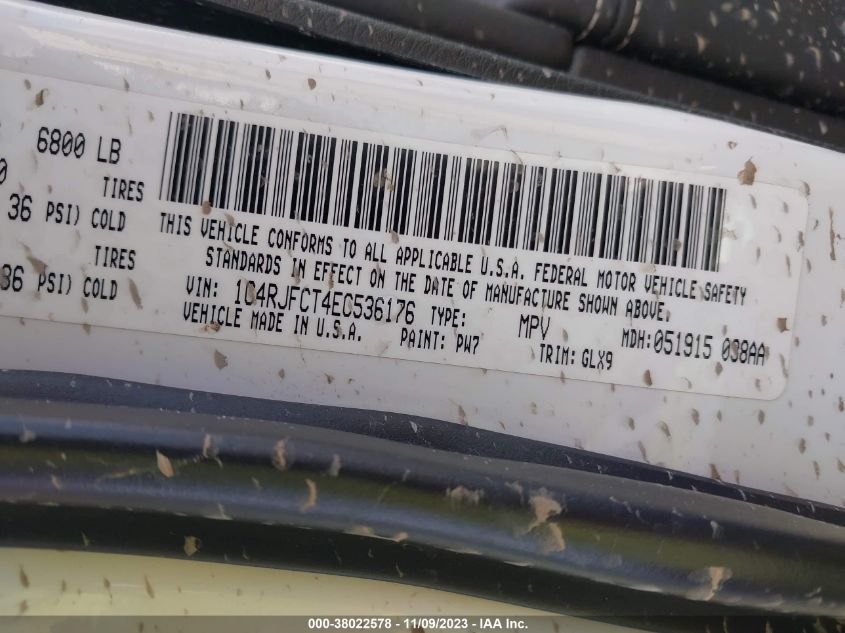 6800 LB
0 TIRES
36 PSI) COLD
TIRES
36 PSI) COLD
THIS VEHICLE CONFORMS TO ALL APPLICABLE U.S.A. FEDERAL MOTOR VEHICLE SAFETY
STANDARDS IN EFFECT ON THE DATE OF MANUFACTURE SHOWN ABOVE.
VIN: 1C4RJFCT4EC536176 TYPE: MPV MDH:051915 038AA
VEHICLE MADE IN U.S.A. PAINT: PW7 TRIM: GLX9
000-38022578 - 11/09/2023 - IAA Inc.